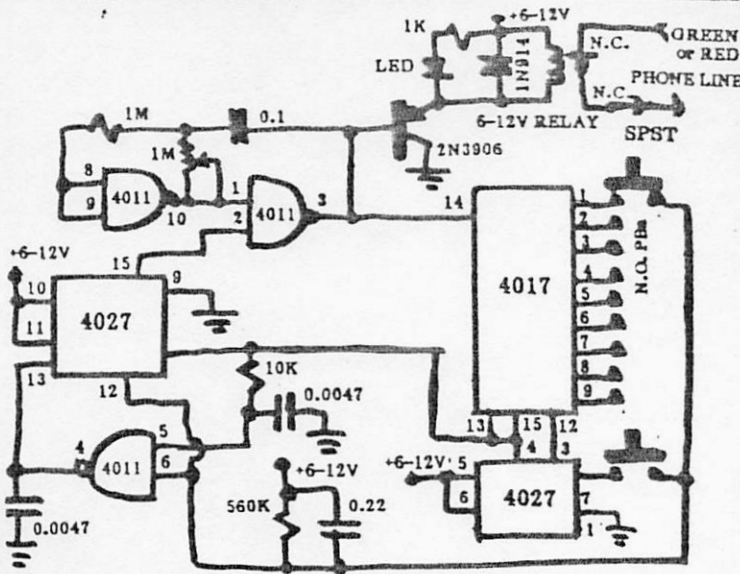 +6-12V
1K
LED
1N914
N.C.
GREEN
or RED
PHONE LINE
N.C.
SPST
6-12V RELAY
2N3906
1M
0.1
1M
8
9
4011
10
1
2
4011
3
14
4017
1
2
3
4
5
6
7
8
9
N.O. PBs
+6-12V
10
11
13
15
9
4027
12
10K
0.0047
4
4011
5
6
0.0047
+6-12V
560K
0.22
13
15
12
4
3
+6-12V
5
6
4027
7
1